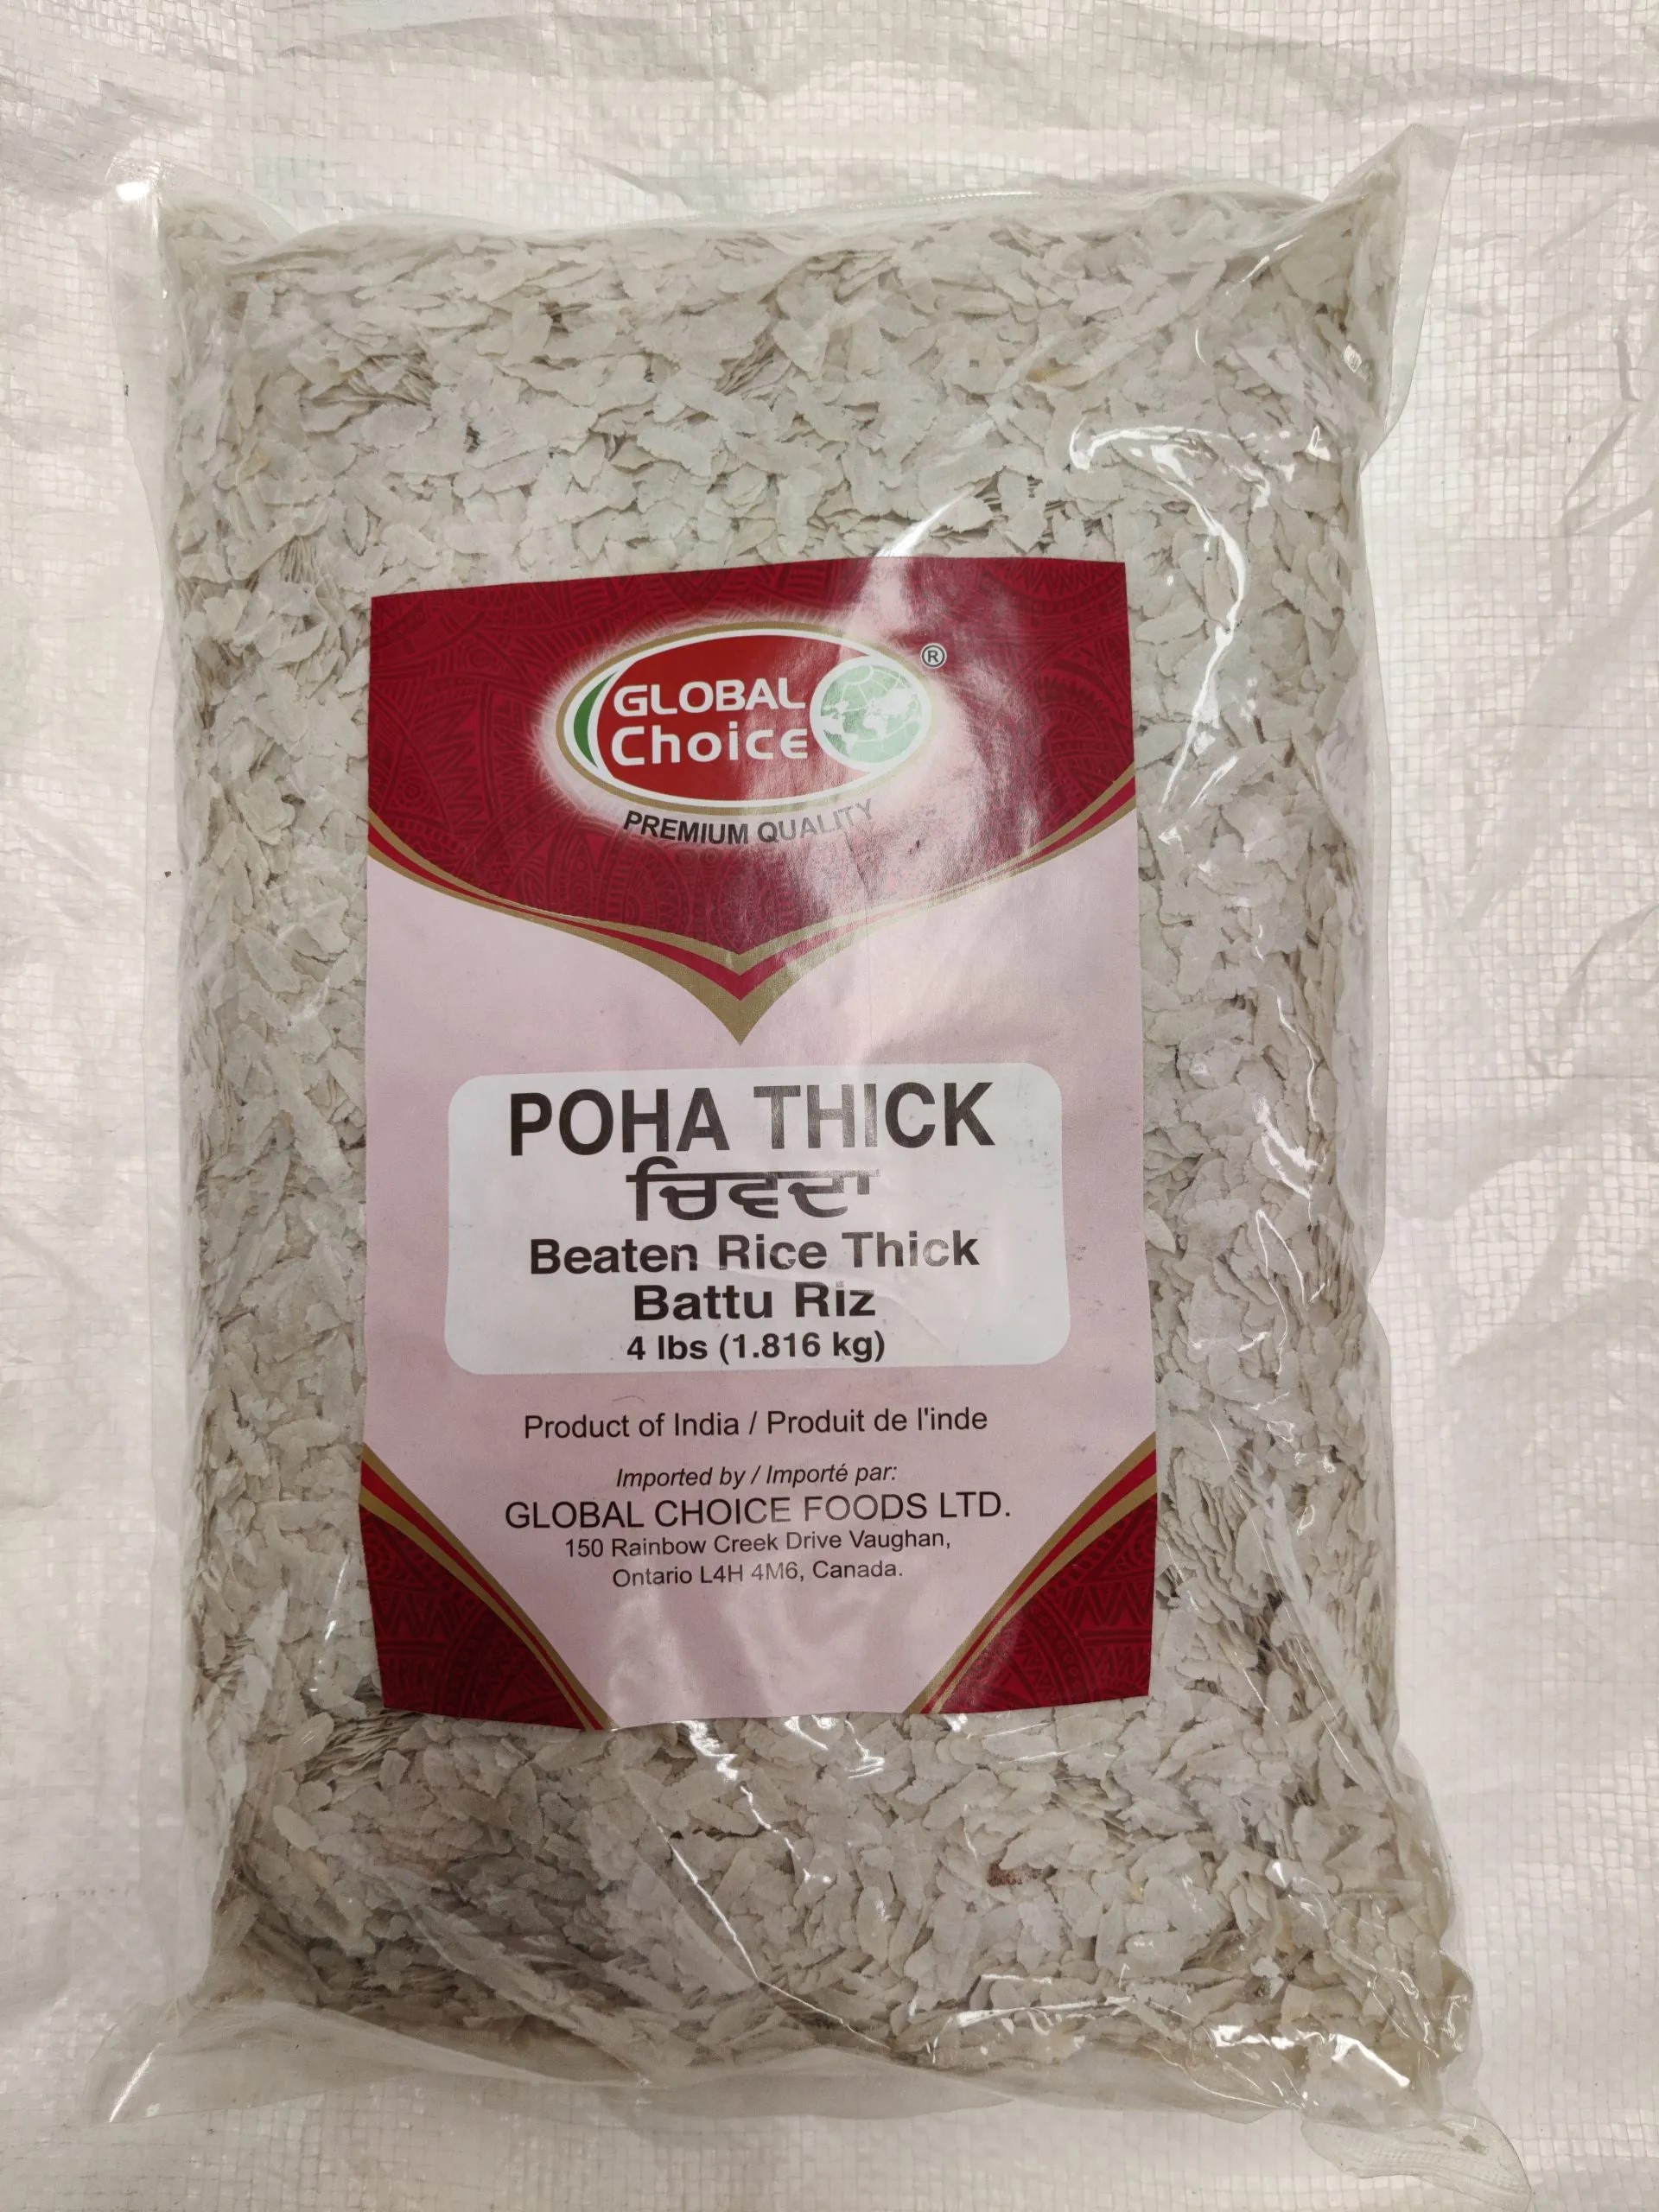 GLOBAL
Choice
®
PREMIUM QUALITY
POHA THICK
ਚਿਵਦਾ
Beaten Rice Thick
Battu Riz
4 lbs (1.816 kg)
Product of India / Produit de l'inde
Imported by / Importé par:
GLOBAL CHOICE FOODS LTD.
150 Rainbow Creek Drive Vaughan,
Ontario L4H 4M6, Canada.